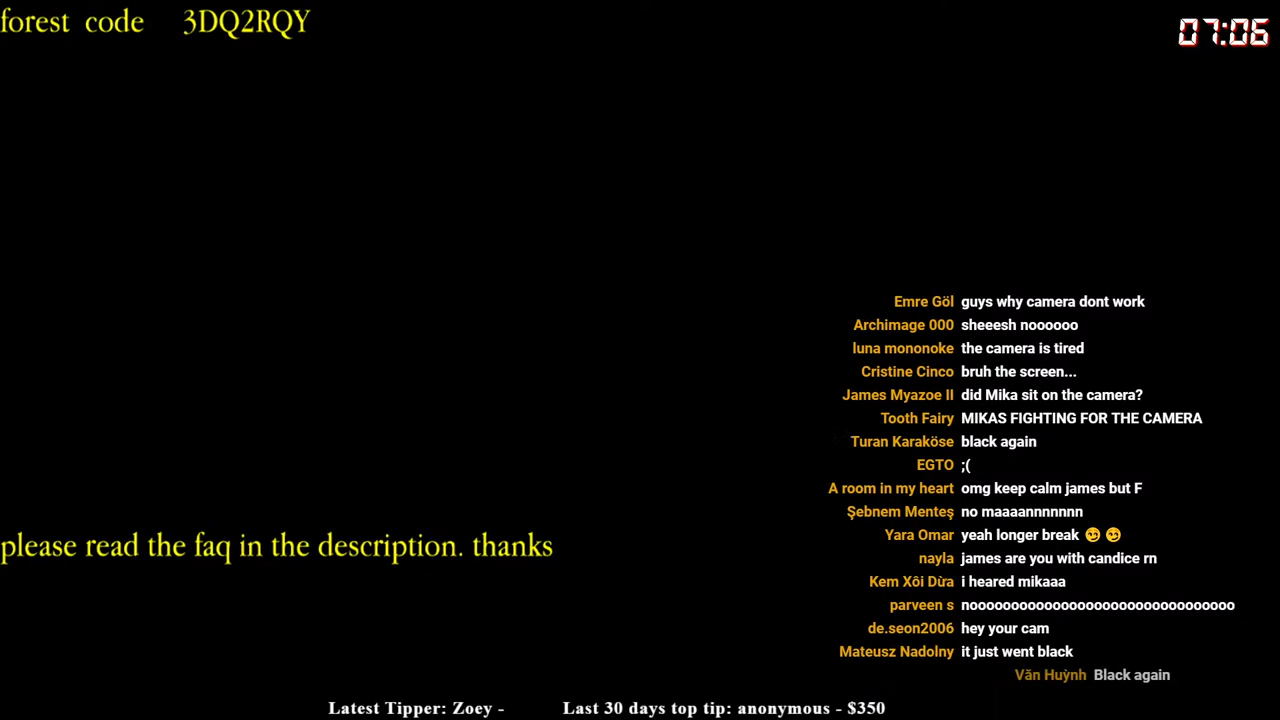 forest code 3DQ2RQY
07:06
Emre Göl guys why camera dont work
Archimage 000 sheeesh noooooo
luna mononoke the camera is tired
Cristine Cinco bruh the screen...
James Myazoe II did Mika sit on the camera?
Tooth Fairy MIKAS FIGHTING FOR THE CAMERA
Turan Karaköse black again
EGTO ;(
A room in my heart omg keep calm james but F
Şebnem Menteş no maaannnnnnn
Yara Omar yeah longer break 😏 😏
nayla james are you with candice rn
Kem Xôi Dừa i heared mikaaa
parveen s noooooooooooooooooooooooooooooooo
de.seon2006 hey your cam
Mateusz Nadolny it just went black
Văn Huỳnh Black again
please read the faq in the description. thanks
Latest Tipper: Zoey - Last 30 days top tip: anonymous - $350